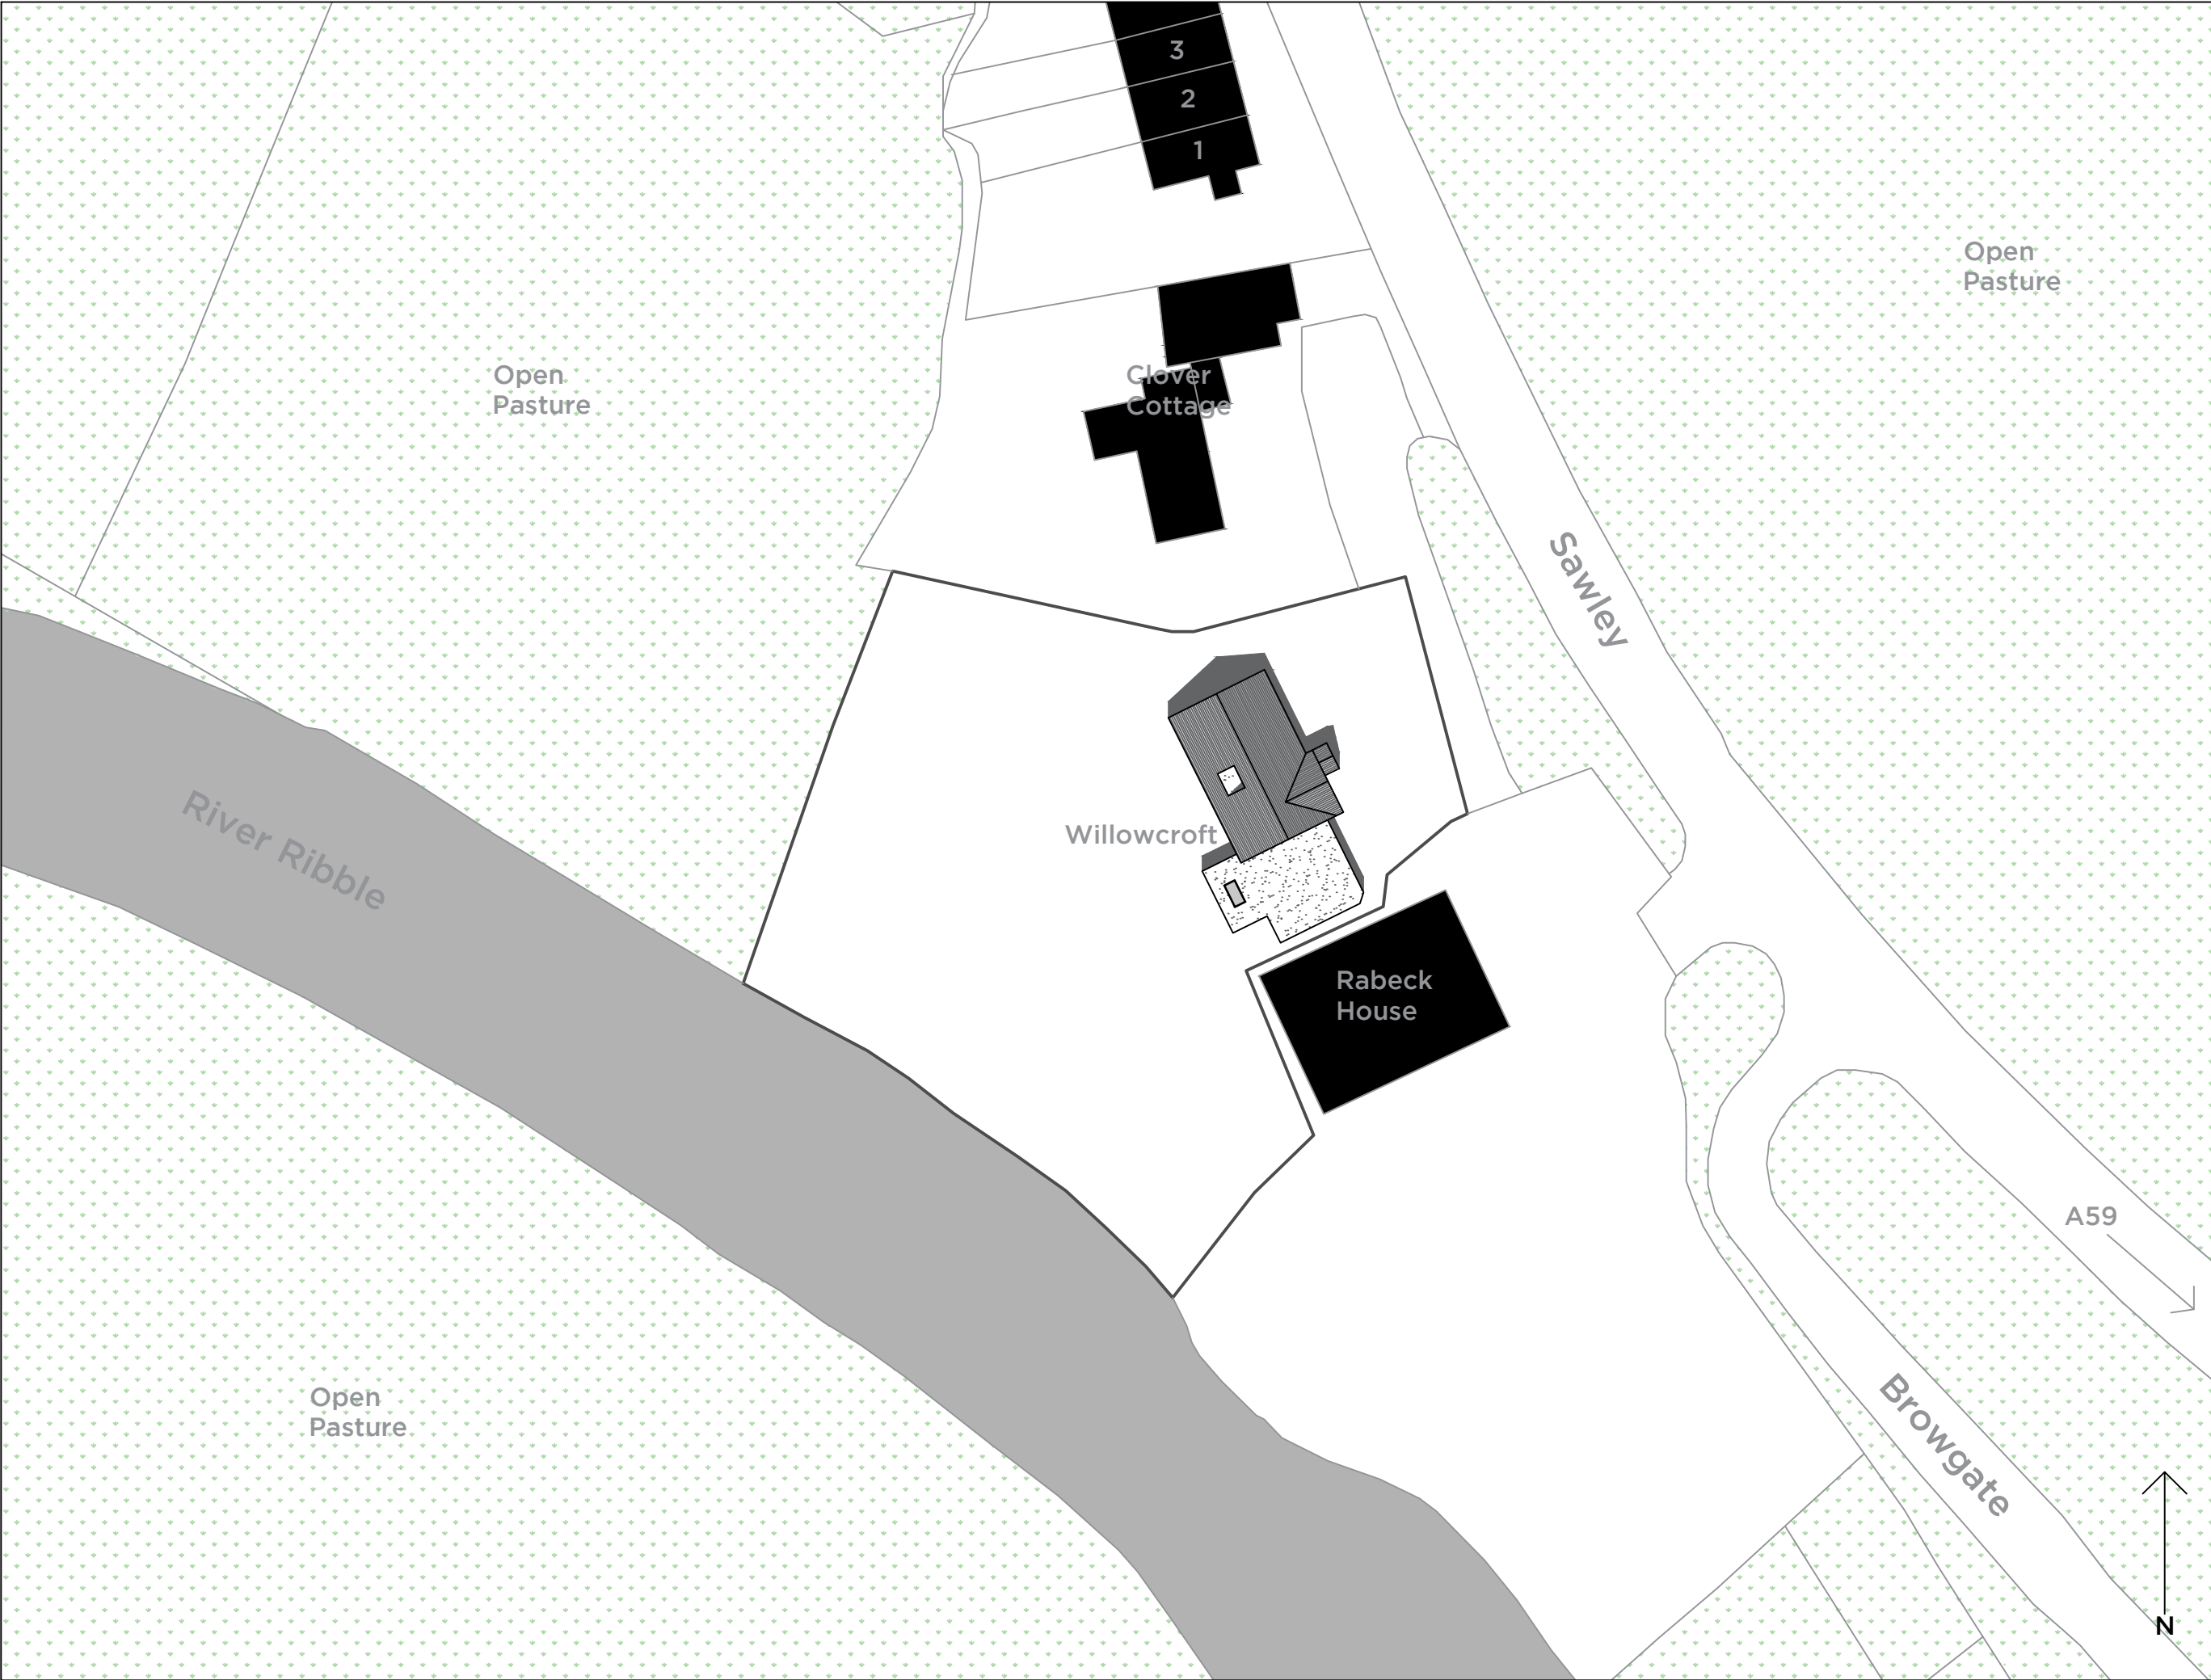 3
2
1
Open
Pasture
Open
Pasture
Clover
Cottage
Sawley
River Ribble
Willowcroft
Rabeck
House
A59
Open
Pasture
Browgate
N